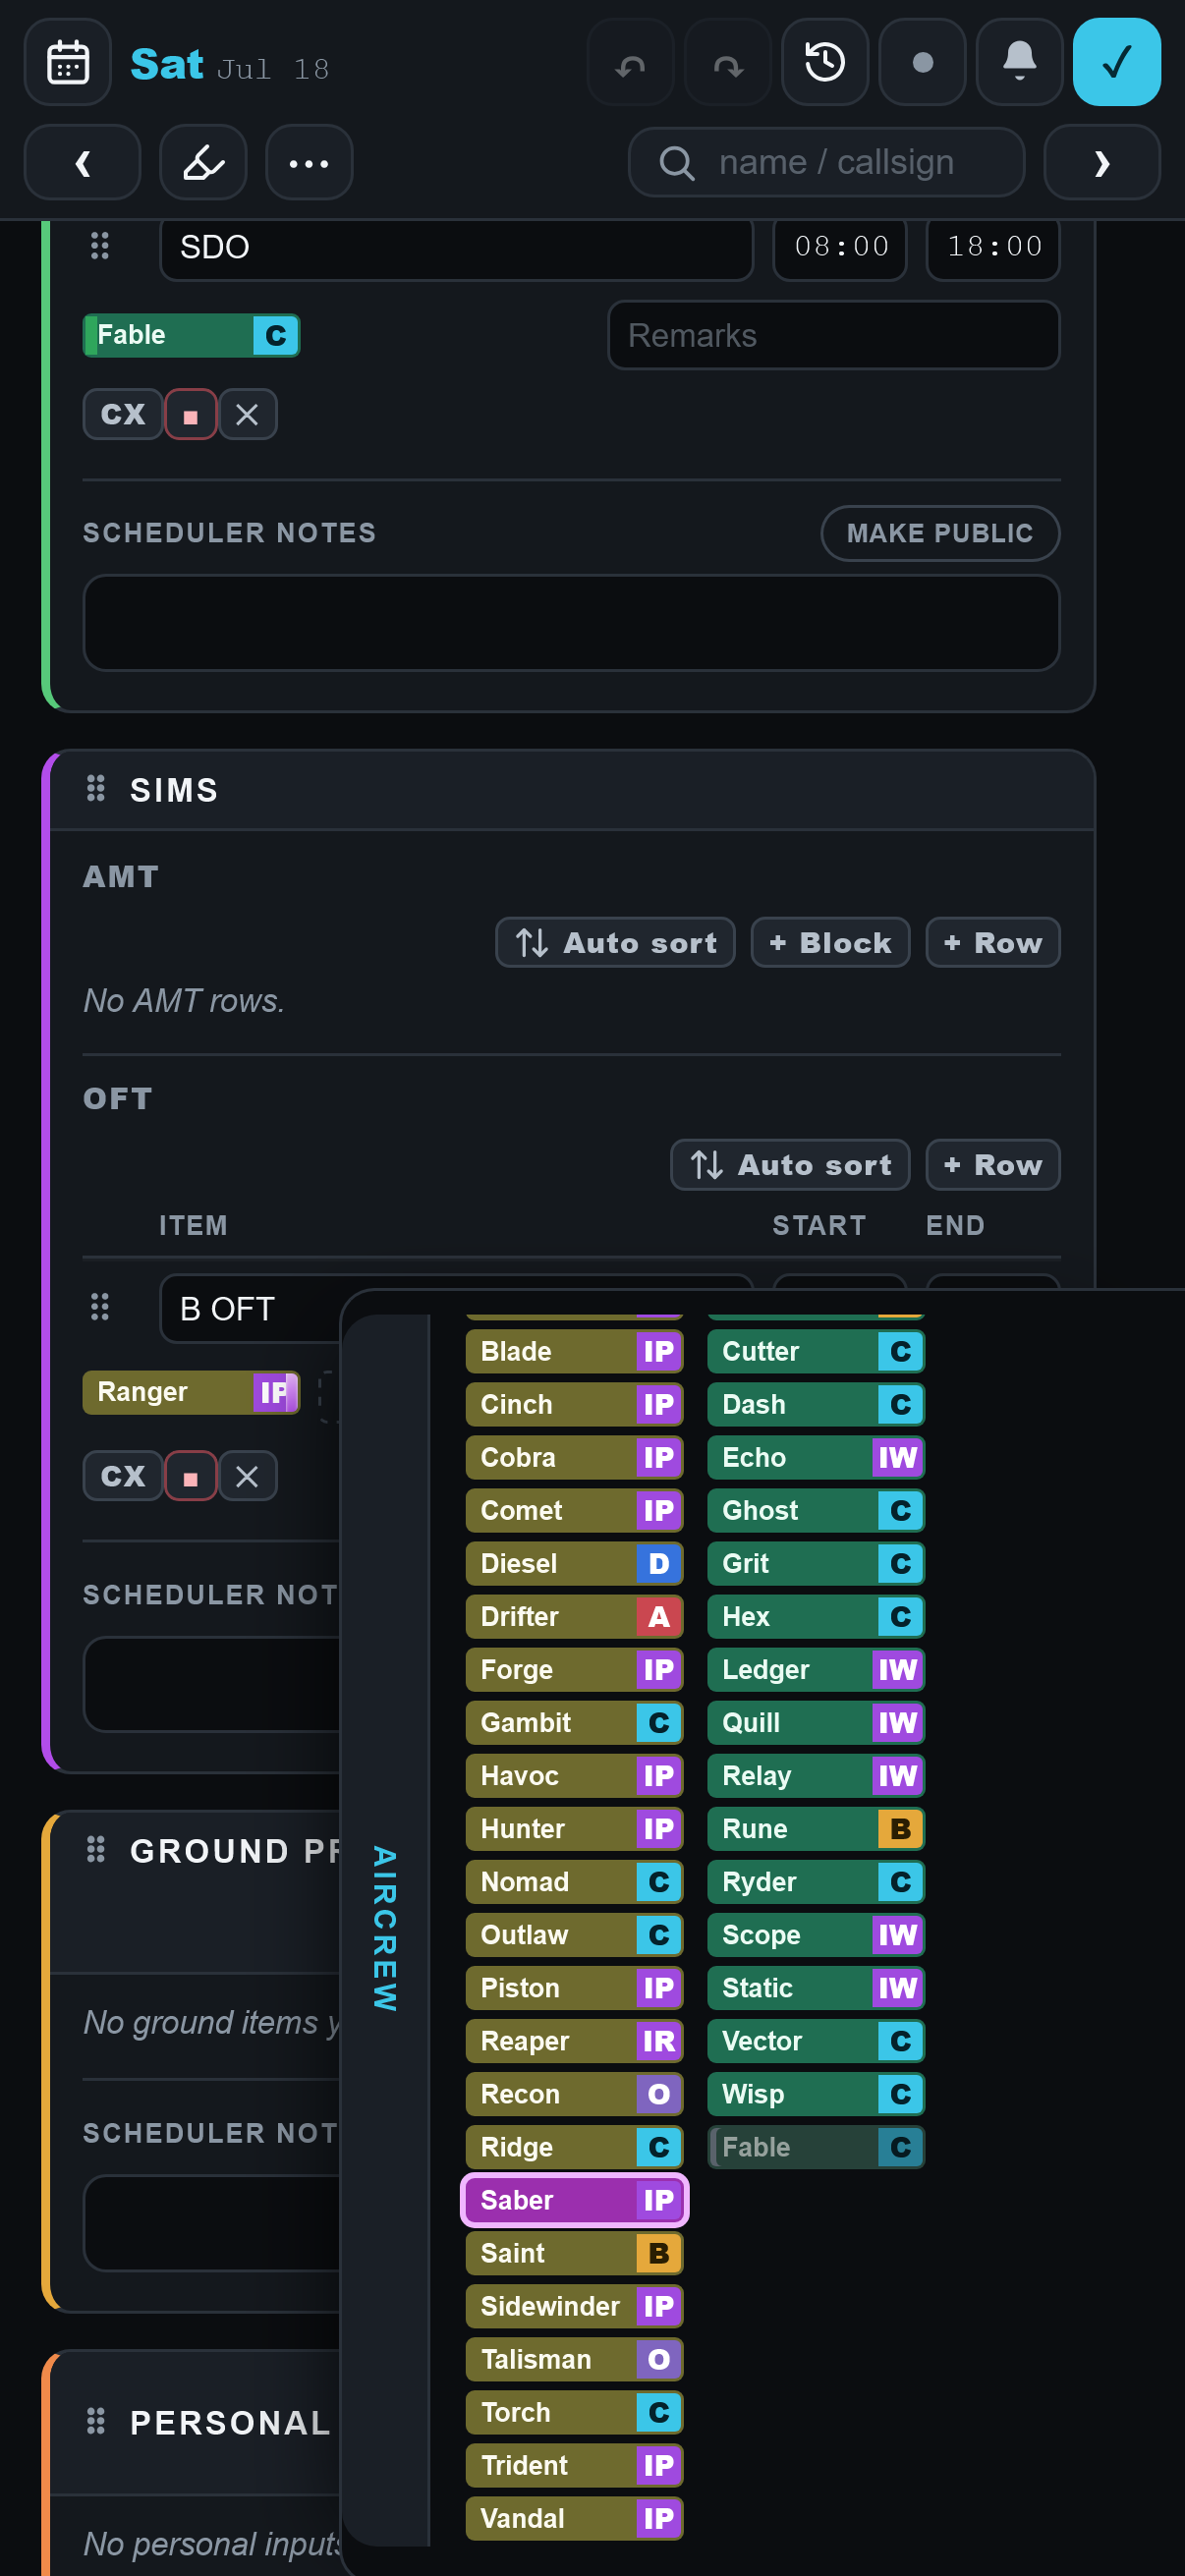 Sat Jul 18
name / callsign
SDO 08:00 18:00
Fable C Remarks
CX
SCHEDULER NOTES MAKE PUBLIC
SIMS
AMT
Auto sort + Block + Row
No AMT rows.
OFT
Auto sort + Row
ITEM START END
B OFT
Ranger IP
CX
SCHEDULER NOT
GROUND PR
No ground items y
SCHEDULER NOT
PERSONAL
No personal inputs
AIRCREW
Blade IP
Cinch IP
Cobra IP
Comet IP
Diesel D
Drifter A
Forge IP
Gambit C
Havoc IP
Hunter IP
Nomad C
Outlaw C
Piston IP
Reaper IR
Recon O
Ridge C
Saber IP
Saint B
Sidewinder IP
Talisman O
Torch C
Trident IP
Vandal IP
Cutter C
Dash C
Echo IW
Ghost C
Grit C
Hex C
Ledger IW
Quill IW
Relay IW
Rune B
Ryder C
Scope IW
Static IW
Vector C
Wisp C
Fable C